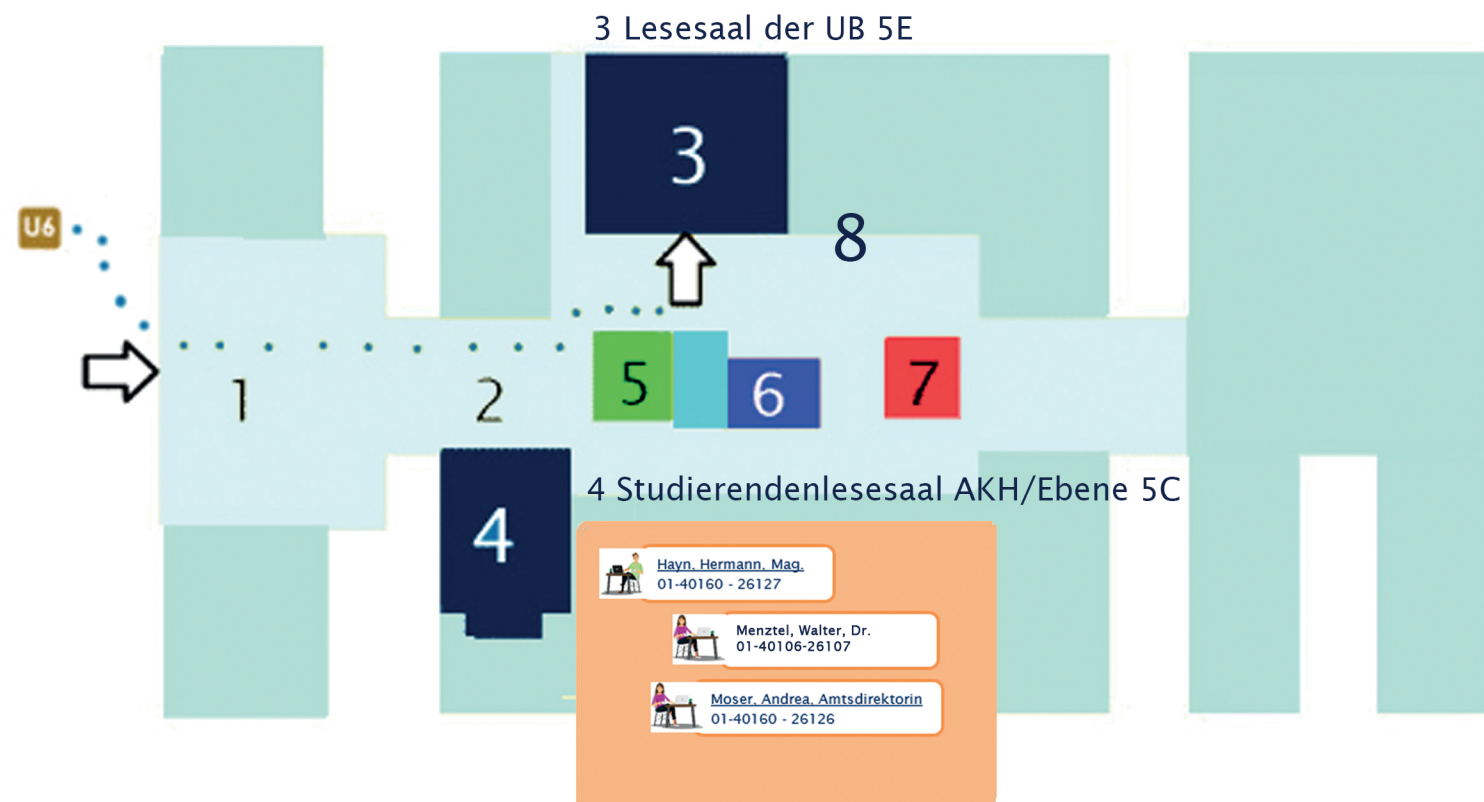 3 Lesesaal der UB 5E
3
U6
8
1
2
5
6
7
4 Studierendenlesesaal AKH/Ebene 5C
4
Hayn, Hermann, Mag.
01-40160 - 26127
Menztel, Walter, Dr.
01-40106-26107
Moser, Andrea, Amtsdirektorin
01-40160 - 26126